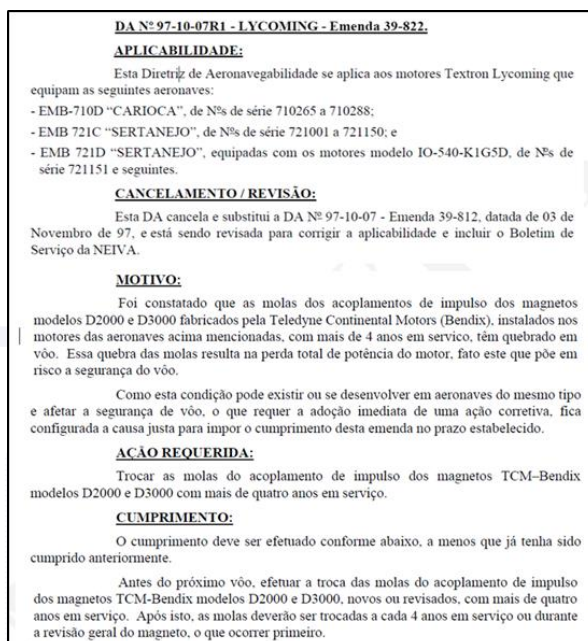 DA Nº 97-10-07R1 - LYCOMING - Emenda 39-822.
APLICABILIDADE:
Esta Diretriz de Aeronavegabilidade se aplica aos motores Textron Lycoming que
equipam as seguintes aeronaves:
- EMB-710D “CARIOCA”, de Nºs de série 710265 a 710288;
- EMB 721C “SERTANEJO”, de Nºs de série 721001 a 721150; e
- EMB 721D “SERTANEJO”, equipadas com os motores modelo IO-540-K1G5D, de Nºs de
série 721151 e seguintes.
CANCELAMENTO / REVISÃO:
Esta DA cancela e substitui a DA Nº 97-10-07 - Emenda 39-812, datada de 03 de
Novembro de 97, e está sendo revisada para corrigir a aplicabilidade e incluir o Boletim de
Serviço da NEIVA.
MOTIVO:
Foi constatado que as molas dos acoplamentos de impulso dos magnetos
modelos D2000 e D3000 fabricados pela Teledyne Continental Motors (Bendix), instalados nos
motores das aeronaves acima mencionadas, com mais de 4 anos em servico, têm quebrado em
vôo. Essa quebra das molas resulta na perda total de potência do motor, fato este que põe em
risco a segurança do vôo.
Como esta condição pode existir ou se desenvolver em aeronaves do mesmo tipo
e afetar a segurança de vôo, o que requer a adoção imediata de uma ação corretiva, fica
configurada a causa justa para impor o cumprimento desta emenda no prazo estabelecido.
AÇÃO REQUERIDA:
Trocar as molas do acoplamento de impulso dos magnetos TCM–Bendix
modelos D2000 e D3000 com mais de quatro anos em serviço.
CUMPRIMENTO:
O cumprimento deve ser efetuado conforme abaixo, a menos que já tenha sido
cumprido anteriormente.
Antes do próximo vôo, efetuar a troca das molas do acoplamento de impulso
dos magnetos TCM-Bendix modelos D2000 e D3000, novos ou revisados, com mais de quatro
anos em serviço. Após isto, as molas deverão ser trocadas a cada 4 anos em serviço ou durante
a revisão geral do magneto, o que ocorrer primeiro.